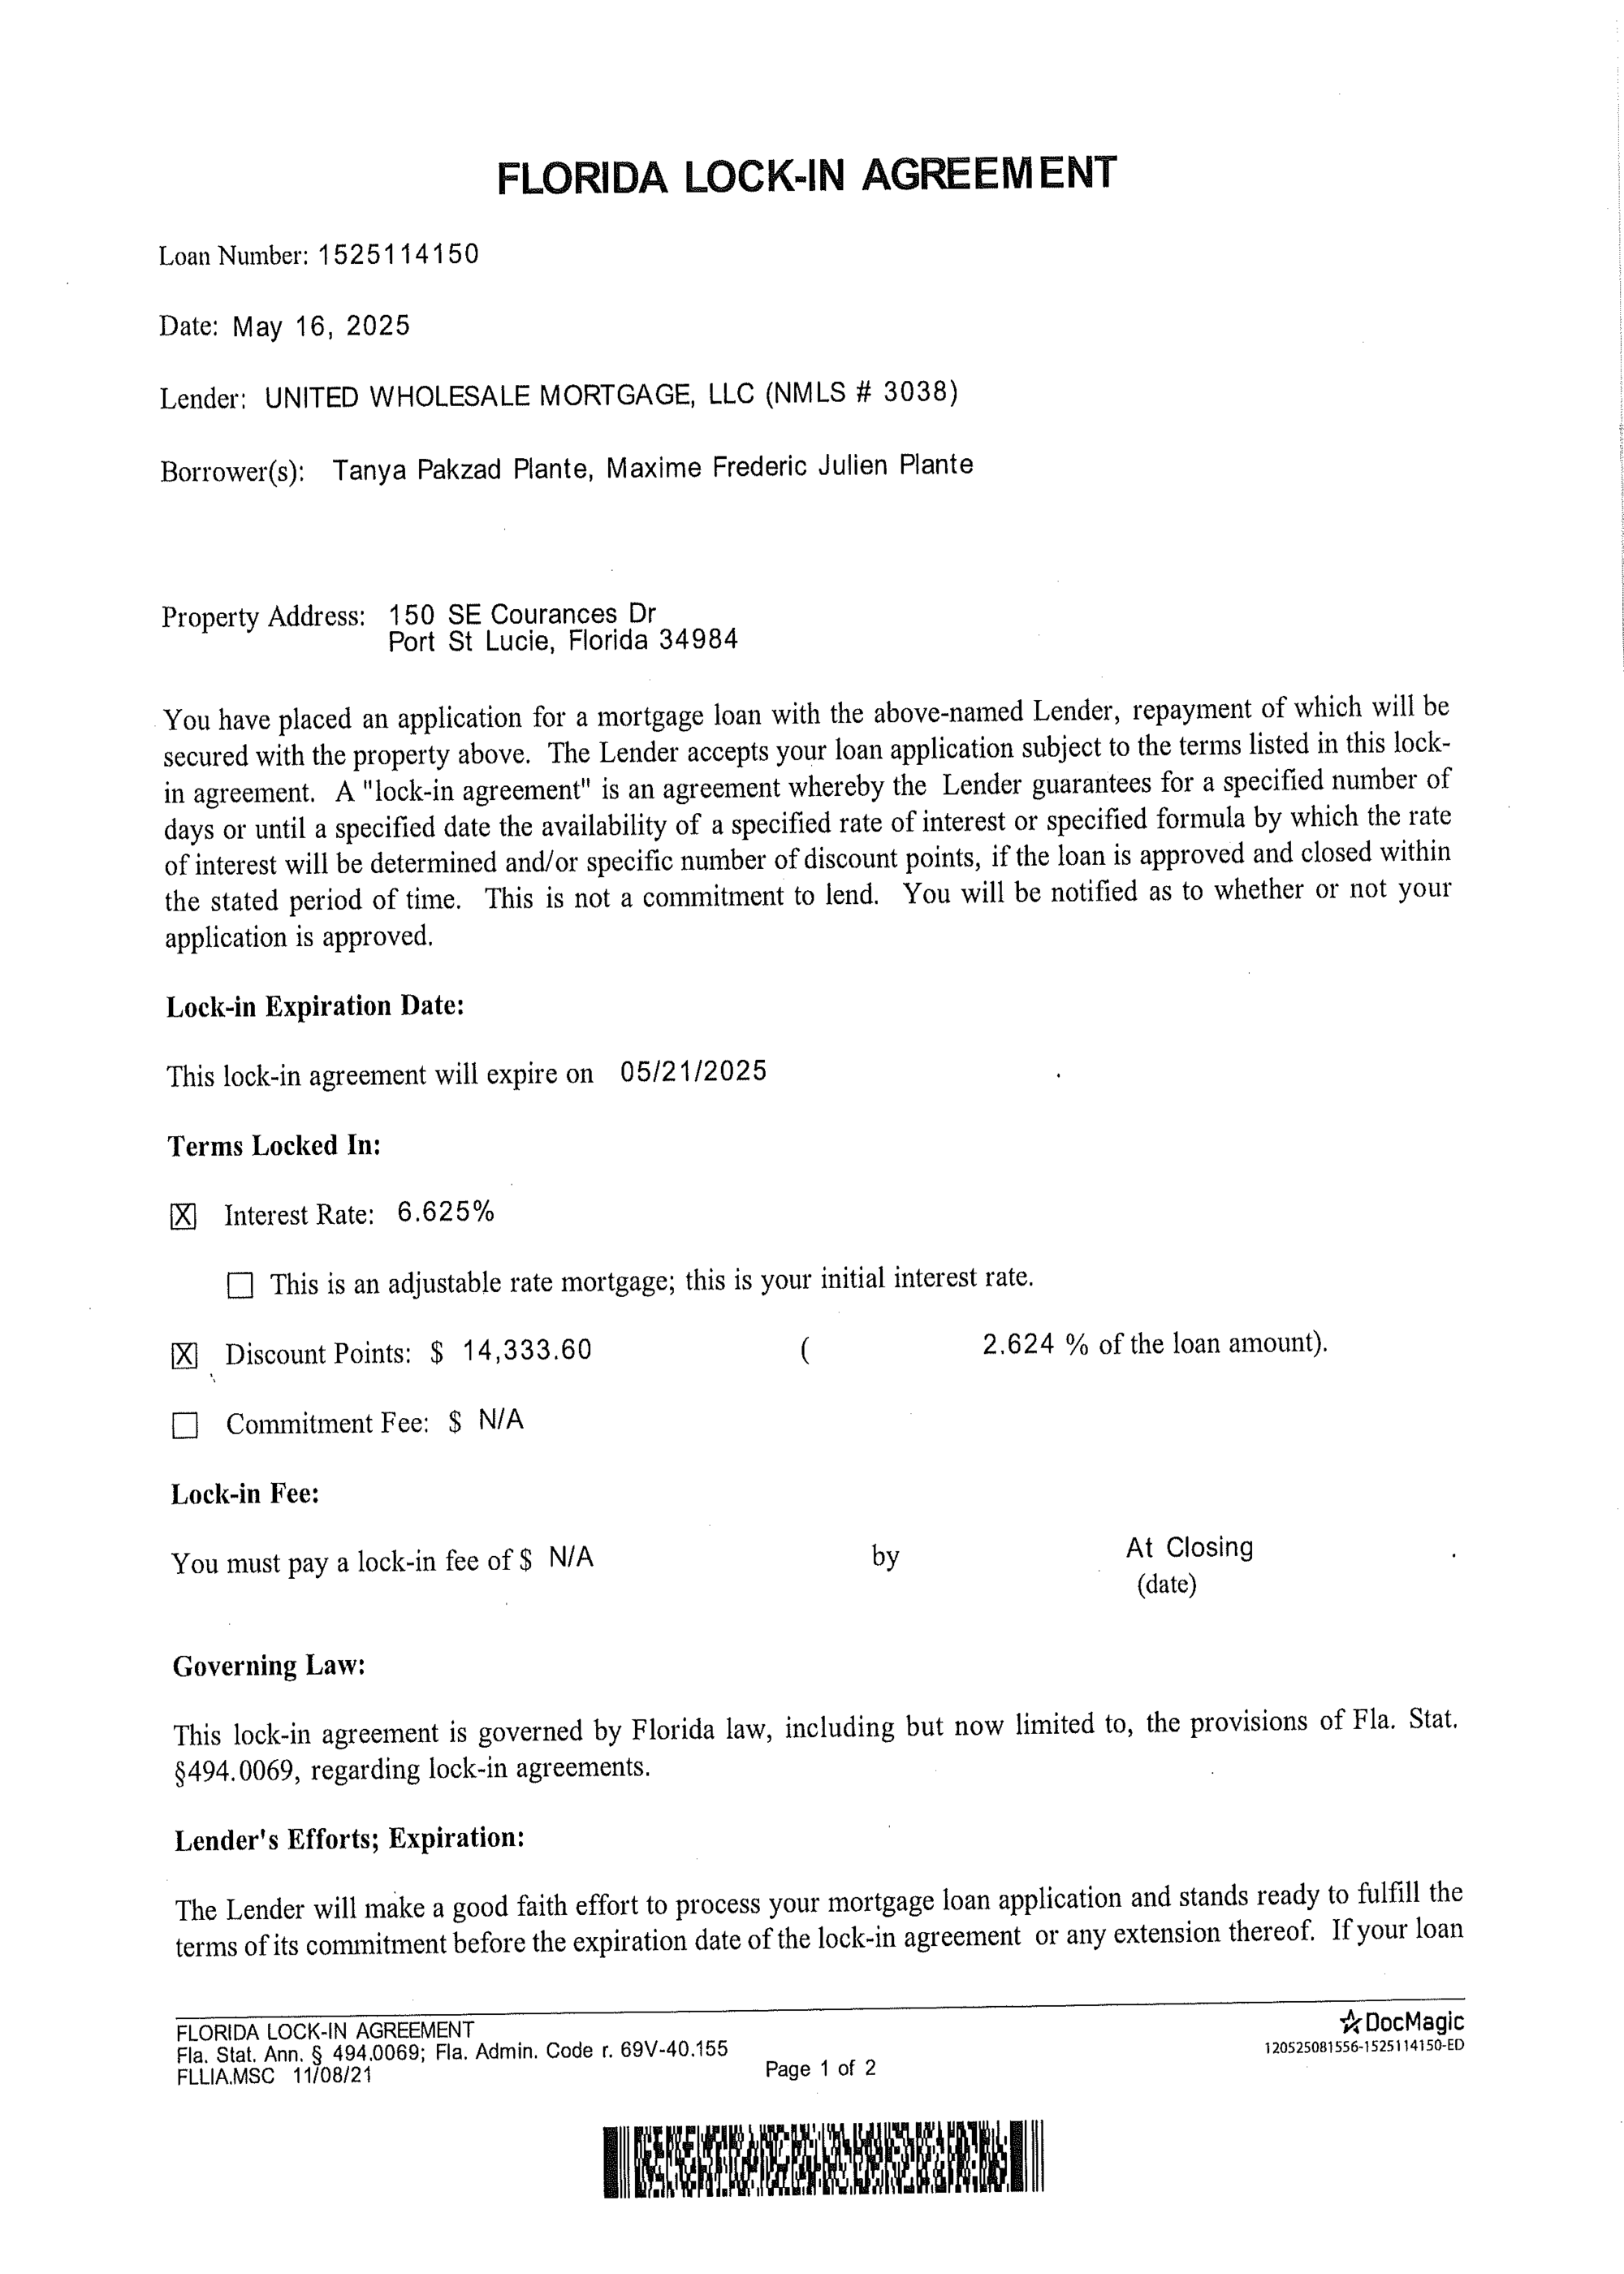 FLORIDA LOCK-IN AGREEMENT
Loan Number: 1525114150
Date: May 16, 2025
Lender: UNITED WHOLESALE MORTGAGE, LLC (NMLS # 3038)
Borrower(s): Tanya Pakzad Plante, Maxime Frederic Julien Plante
Property Address: 150 SE Courances Dr
Port St Lucie, Florida 34984
You have placed an application for a mortgage loan with the above-named Lender, repayment of which will be
secured with the property above. The Lender accepts your loan application subject to the terms listed in this lock-
in agreement. A "lock-in agreement" is an agreement whereby the Lender guarantees for a specified number of
days or until a specified date the availability of a specified rate of interest or specified formula by which the rate
of interest will be determined and/or specific number of discount points, if the loan is approved and closed within
the stated period of time. This is not a commitment to lend. You will be notified as to whether or not your
application is approved.
Lock-in Expiration Date:
This lock-in agreement will expire on 05/21/2025
Terms Locked In:
[X] Interest Rate: 6.625%
[ ] This is an adjustable rate mortgage; this is your initial interest rate.
[X] Discount Points: $ 14,333.60 ( 2.624 % of the loan amount).
[ ] Commitment Fee: $ N/A
Lock-in Fee:
You must pay a lock-in fee of $ N/A by At Closing .
(date)
Governing Law:
This lock-in agreement is governed by Florida law, including but now limited to, the provisions of Fla. Stat.
§494.0069, regarding lock-in agreements.
Lender's Efforts; Expiration:
The Lender will make a good faith effort to process your mortgage loan application and stands ready to fulfill the
terms of its commitment before the expiration date of the lock-in agreement or any extension thereof. If your loan
FLORIDA LOCK-IN AGREEMENT
Fla. Stat. Ann. § 494.0069; Fla. Admin. Code r. 69V-40.155
FLLIA.MSC 11/08/21
Page 1 of 2
DocMagic
120525081556-1525114150-ED